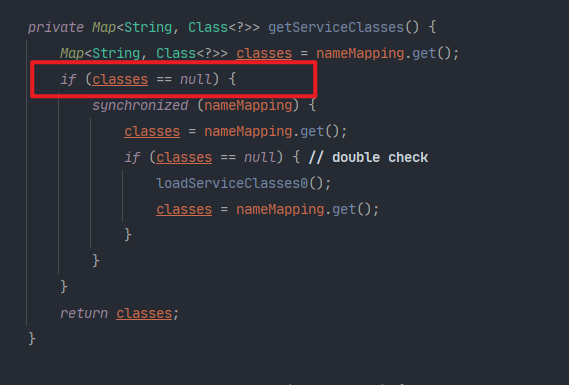 private Map<String, Class<?>> getServiceClasses() {
Map<String, Class<?>> classes = nameMapping.get();
if (classes == null) {
synchronized (nameMapping) {
classes = nameMapping.get();
if (classes == null) { // double check
loadServiceClasses0();
classes = nameMapping.get();
}
}
}
return classes;
}